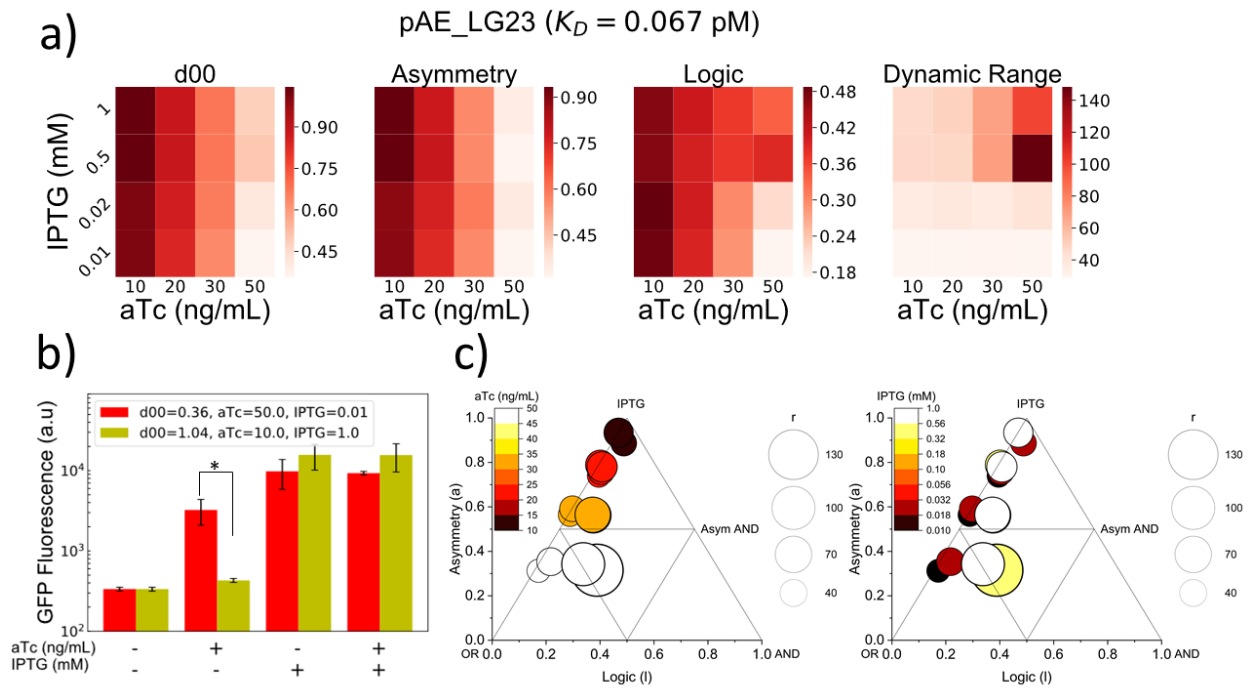 pAE_LG23 (K_D = 0.067 pM)
a)
d00
Asymmetry
Logic
Dynamic Range
IPTG (mM)
1
0.5
0.02
0.01
0.90
0.75
0.60
0.45
0.90
0.75
0.60
0.45
0.48
0.42
0.36
0.30
0.24
0.18
140
120
100
80
60
40
10 20 30 50
10 20 30 50
10 20 30 50
10 20 30 50
aTc (ng/mL)
aTc (ng/mL)
aTc (ng/mL)
aTc (ng/mL)
b)
GFP Fluorescence (a.u)
10^4
10^3
10^2
d00=0.36, aTc=50.0, IPTG=0.01
d00=1.04, aTc=10.0, IPTG=1.0
*
aTc (ng/mL) - + - +
IPTG (mM) - - + +
c)
aTc (ng/mL)
50
45
40
35
30
25
20
15
10
IPTG
r
130
100
70
40
Asym AND
Asymmetry (a)
1.0
0.8
0.6
0.4
0.2
0.0
OR 0.0 0.2 0.4 0.6 0.8 1.0 AND
Logic (l)
IPTG (mM)
1.0
0.56
0.32
0.18
0.10
0.056
0.032
0.018
0.010
IPTG
r
130
100
70
40
Asym AND
Asymmetry (a)
1.0
0.8
0.6
0.4
0.2
0.0
OR 0.0 0.2 0.4 0.6 0.8 1.0 AND
Logic (l)